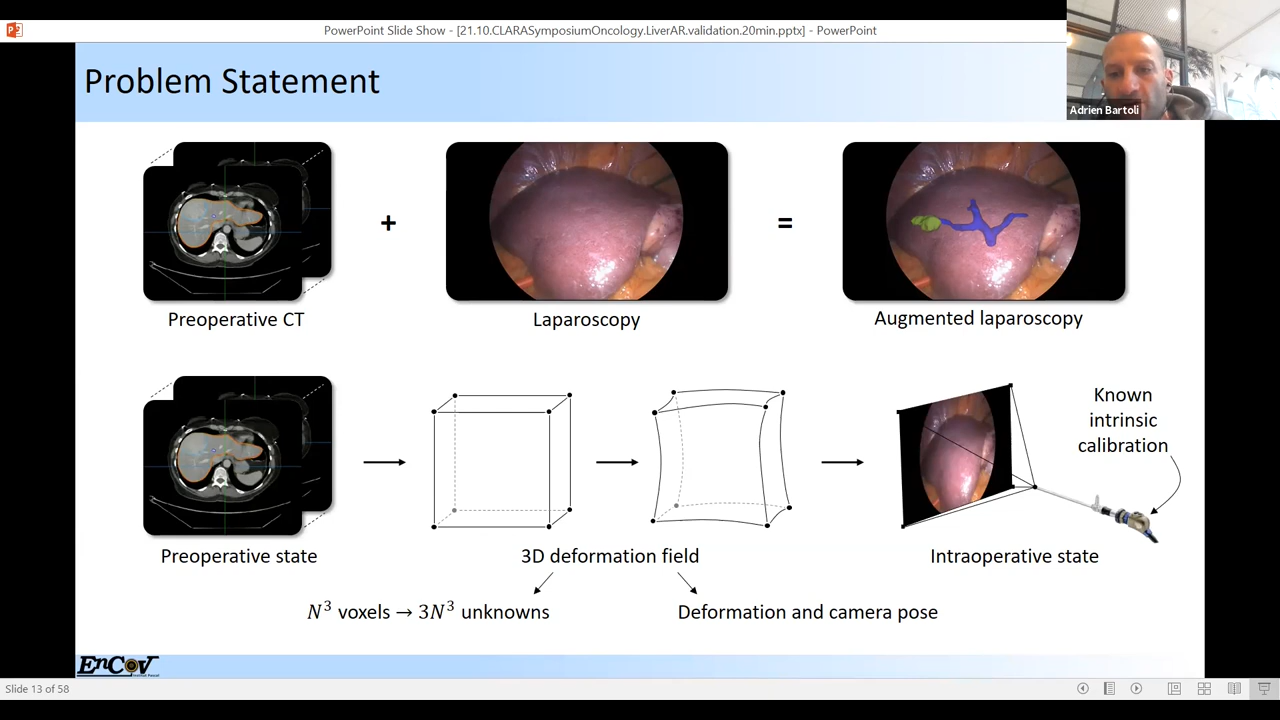 PowerPoint Slide Show - [21.10.CLARASymposiumOncology.LiverAR.validation.20min.pptx] - PowerPoint
Problem Statement
Adrien Bartoli
+
=
Preoperative CT
Laparoscopy
Augmented laparoscopy
Known
intrinsic
calibration
Preoperative state
3D deformation field
Intraoperative state
N³ voxels → 3N³ unknowns
Deformation and camera pose
EnCoV
Slide 13 of 58